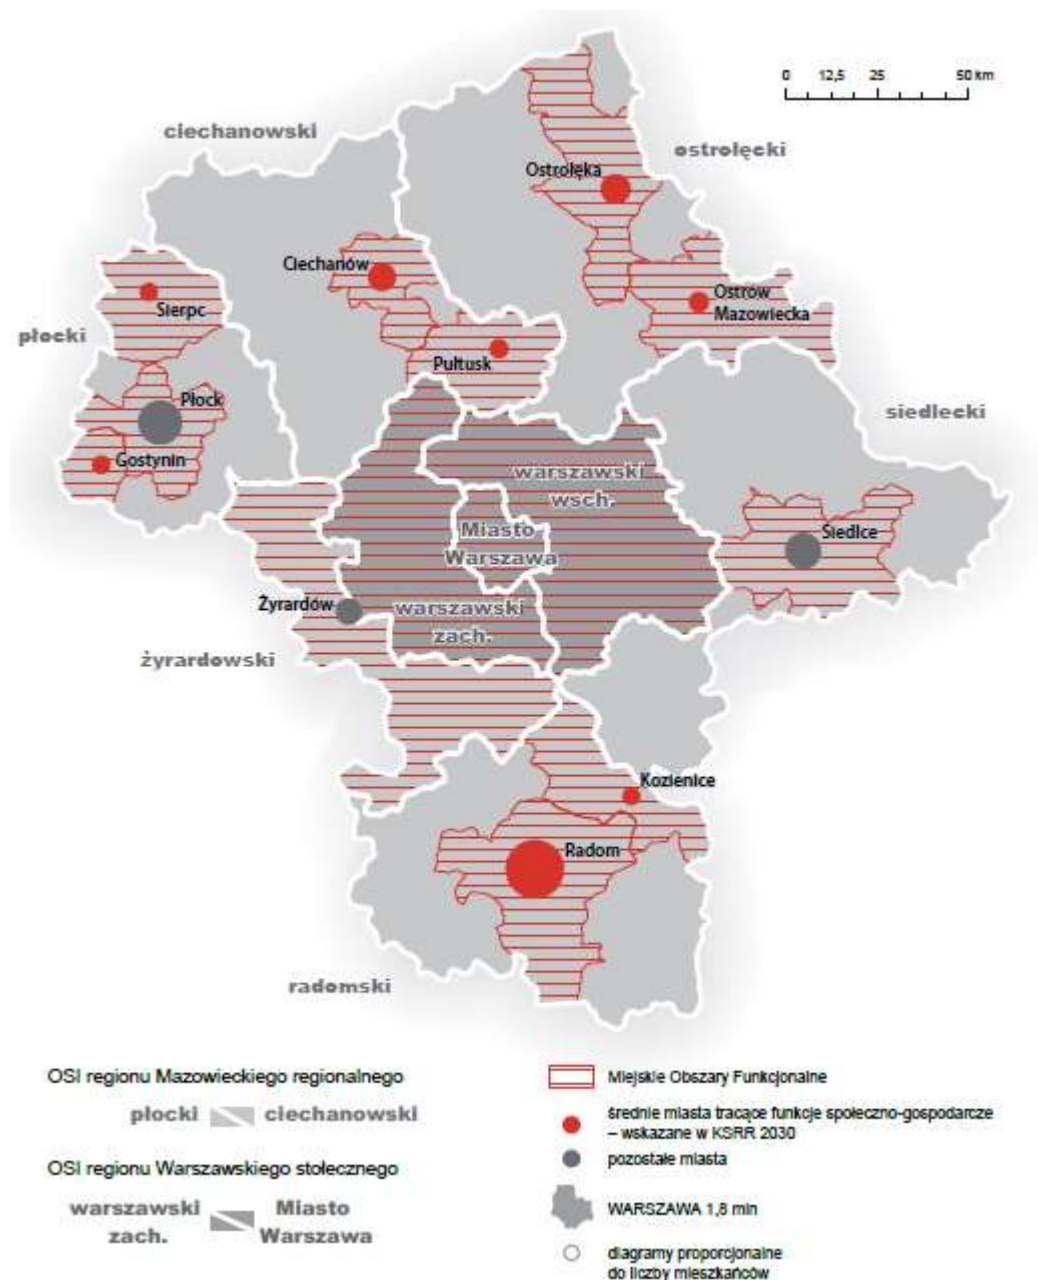 0 12,5 25 50 km
ciechanowski
ostrołęcki
Ostrołęka
Ciechanów
Sierpc
Ostrów
Mazowiecka
płocki
Pułtusk
Płock
siedlecki
Gostynin
warszawski
wsch.
Miasto
Warszawa
Siedlce
Żyrardów
warszawski
zach.
żyrardowski
Kozienice
Radom
radomski
OSI regionu Mazowieckiego regionalnego
płocki ciechanowski
OSI regionu Warszawskiego stołecznego
warszawski
zach.
Miasto
Warszawa
Miejskie Obszary Funkcjonalne
średnie miasta tracące funkcje społeczno-gospodarcze
– wskazane w KSRR 2030
pozostałe miasta
WARSZAWA 1,8 mln
diagramy proporcjonalne
do liczby mieszkańców